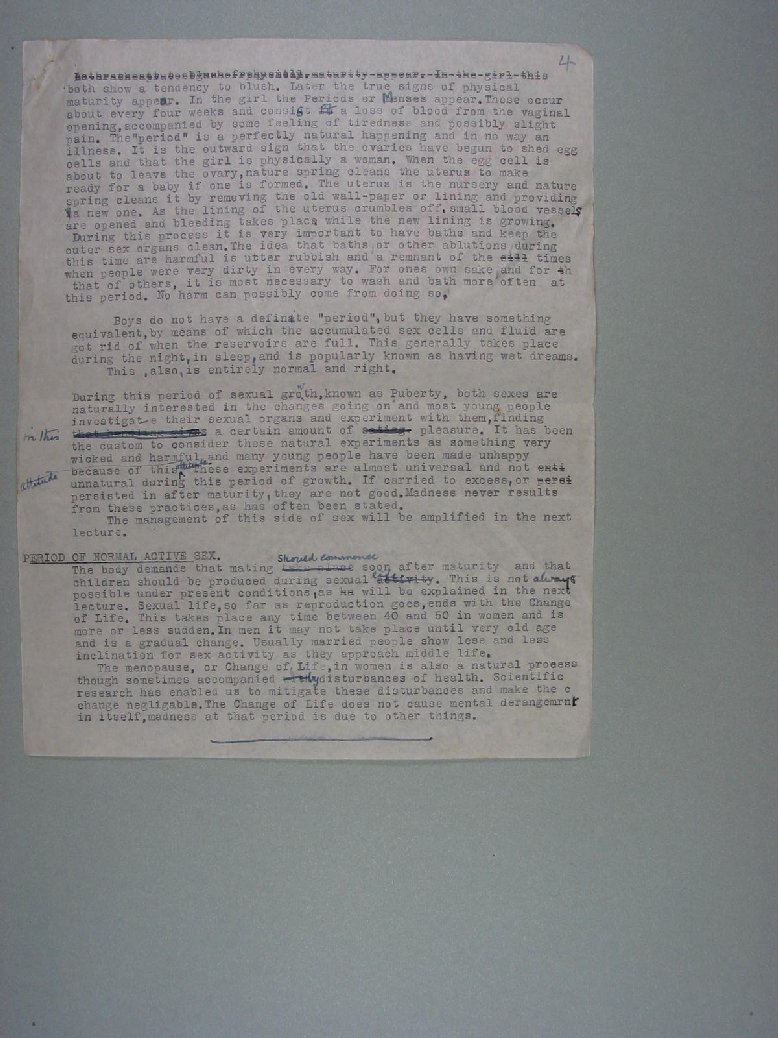 4
both show a tendency to blush. Later the true signs of physical
maturity appear. In the girl the Periods or Menses appear.Those occur
about every four weeks and consist a loss of blood from the vaginal
opening,accompanied by some feeling of tiredness and possibly slight
pain. The"period" is a perfectly natural happening and in no way an
illness. It is the outward sign that the ovaries have begun to shed egg
cells and that the girl is physically a woman. When the egg cell is
about to leave the ovary,nature spring cleans the uterus to make
ready for a baby if one is formed. The uterus is the nursery and nature
spring cleans it by removing the old wall-paper or lining and providing
a new one. As the lining of the uterus crumbles off,small blood vessels
are opened and bleeding takes place while the new lining is growing.
During this process it is very important to have baths and keep the
outer sex organs clean.The idea that baths or other ablutions during
this time are harmful is utter rubbish and a remnant of the times
when people were very dirty in every way. For ones own sake and for
that of others, it is most necessary to wash and bath more often at
this period. No harm can possibly come from doing so.
Boys do not have a definate "period",but they have something
equivalent,by means of which the accumulated sex cells and fluid are
got rid of when the reservoirs are full. This generally takes place
during the night,in sleep,and is popularly known as having wet dreams.
This ,also,is entirely normal and right.
During this period of sexual growth,known as Puberty, both sexes are
naturally interested in the changes going on and most young people
investigate their sexual organs and experiment with them,finding
in this a certain amount of pleasure. It has been
the custom to consider these natural experiments as something very
wicked and harmful,and many young people have been made unhappy
because of this attitude These experiments are almost universal and not
attitude
unnatural during this period of growth. If carried to excess,or
persisted in after maturity,they are not good.Madness never results
from these practices,as has often been stated.
The management of this side of sex will be amplified in the next
lecture.
PERIOD OF NORMAL ACTIVE SEX.
The body demands that mating should commence soon after maturity and that
children should be produced during sexual. This is not always
possible under present conditions,as will be explained in the next
lecture. Sexual life,so far as reproduction goes,ends with the Change
of Life. This takes place any time between 40 and 50 in women and is
more or less sudden.In men it may not take place until very old age
and is a gradual change. Usually married people show less and less
inclination for sex activity as they approach middle life.
The menopause, or Change of Life,in women is also a natural process
though sometimes accompanied by disturbances of health. Scientific
research has enabled us to mitigate these disturbances and make the c
change negligable.The Change of Life does not cause mental derangemrnt
in itself,madness at that period is due to other things.